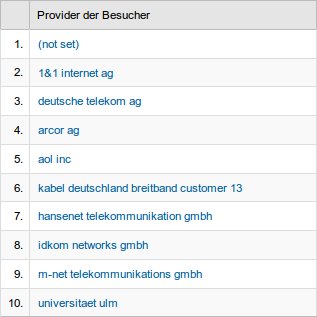 Provider der Besucher
1. (not set)
2. 1&1 internet ag
3. deutsche telekom ag
4. arcor ag
5. aol inc
6. kabel deutschland breitband customer 13
7. hansenet telekommunikation gmbh
8. idkom networks gmbh
9. m-net telekommunikations gmbh
10. universitaet ulm